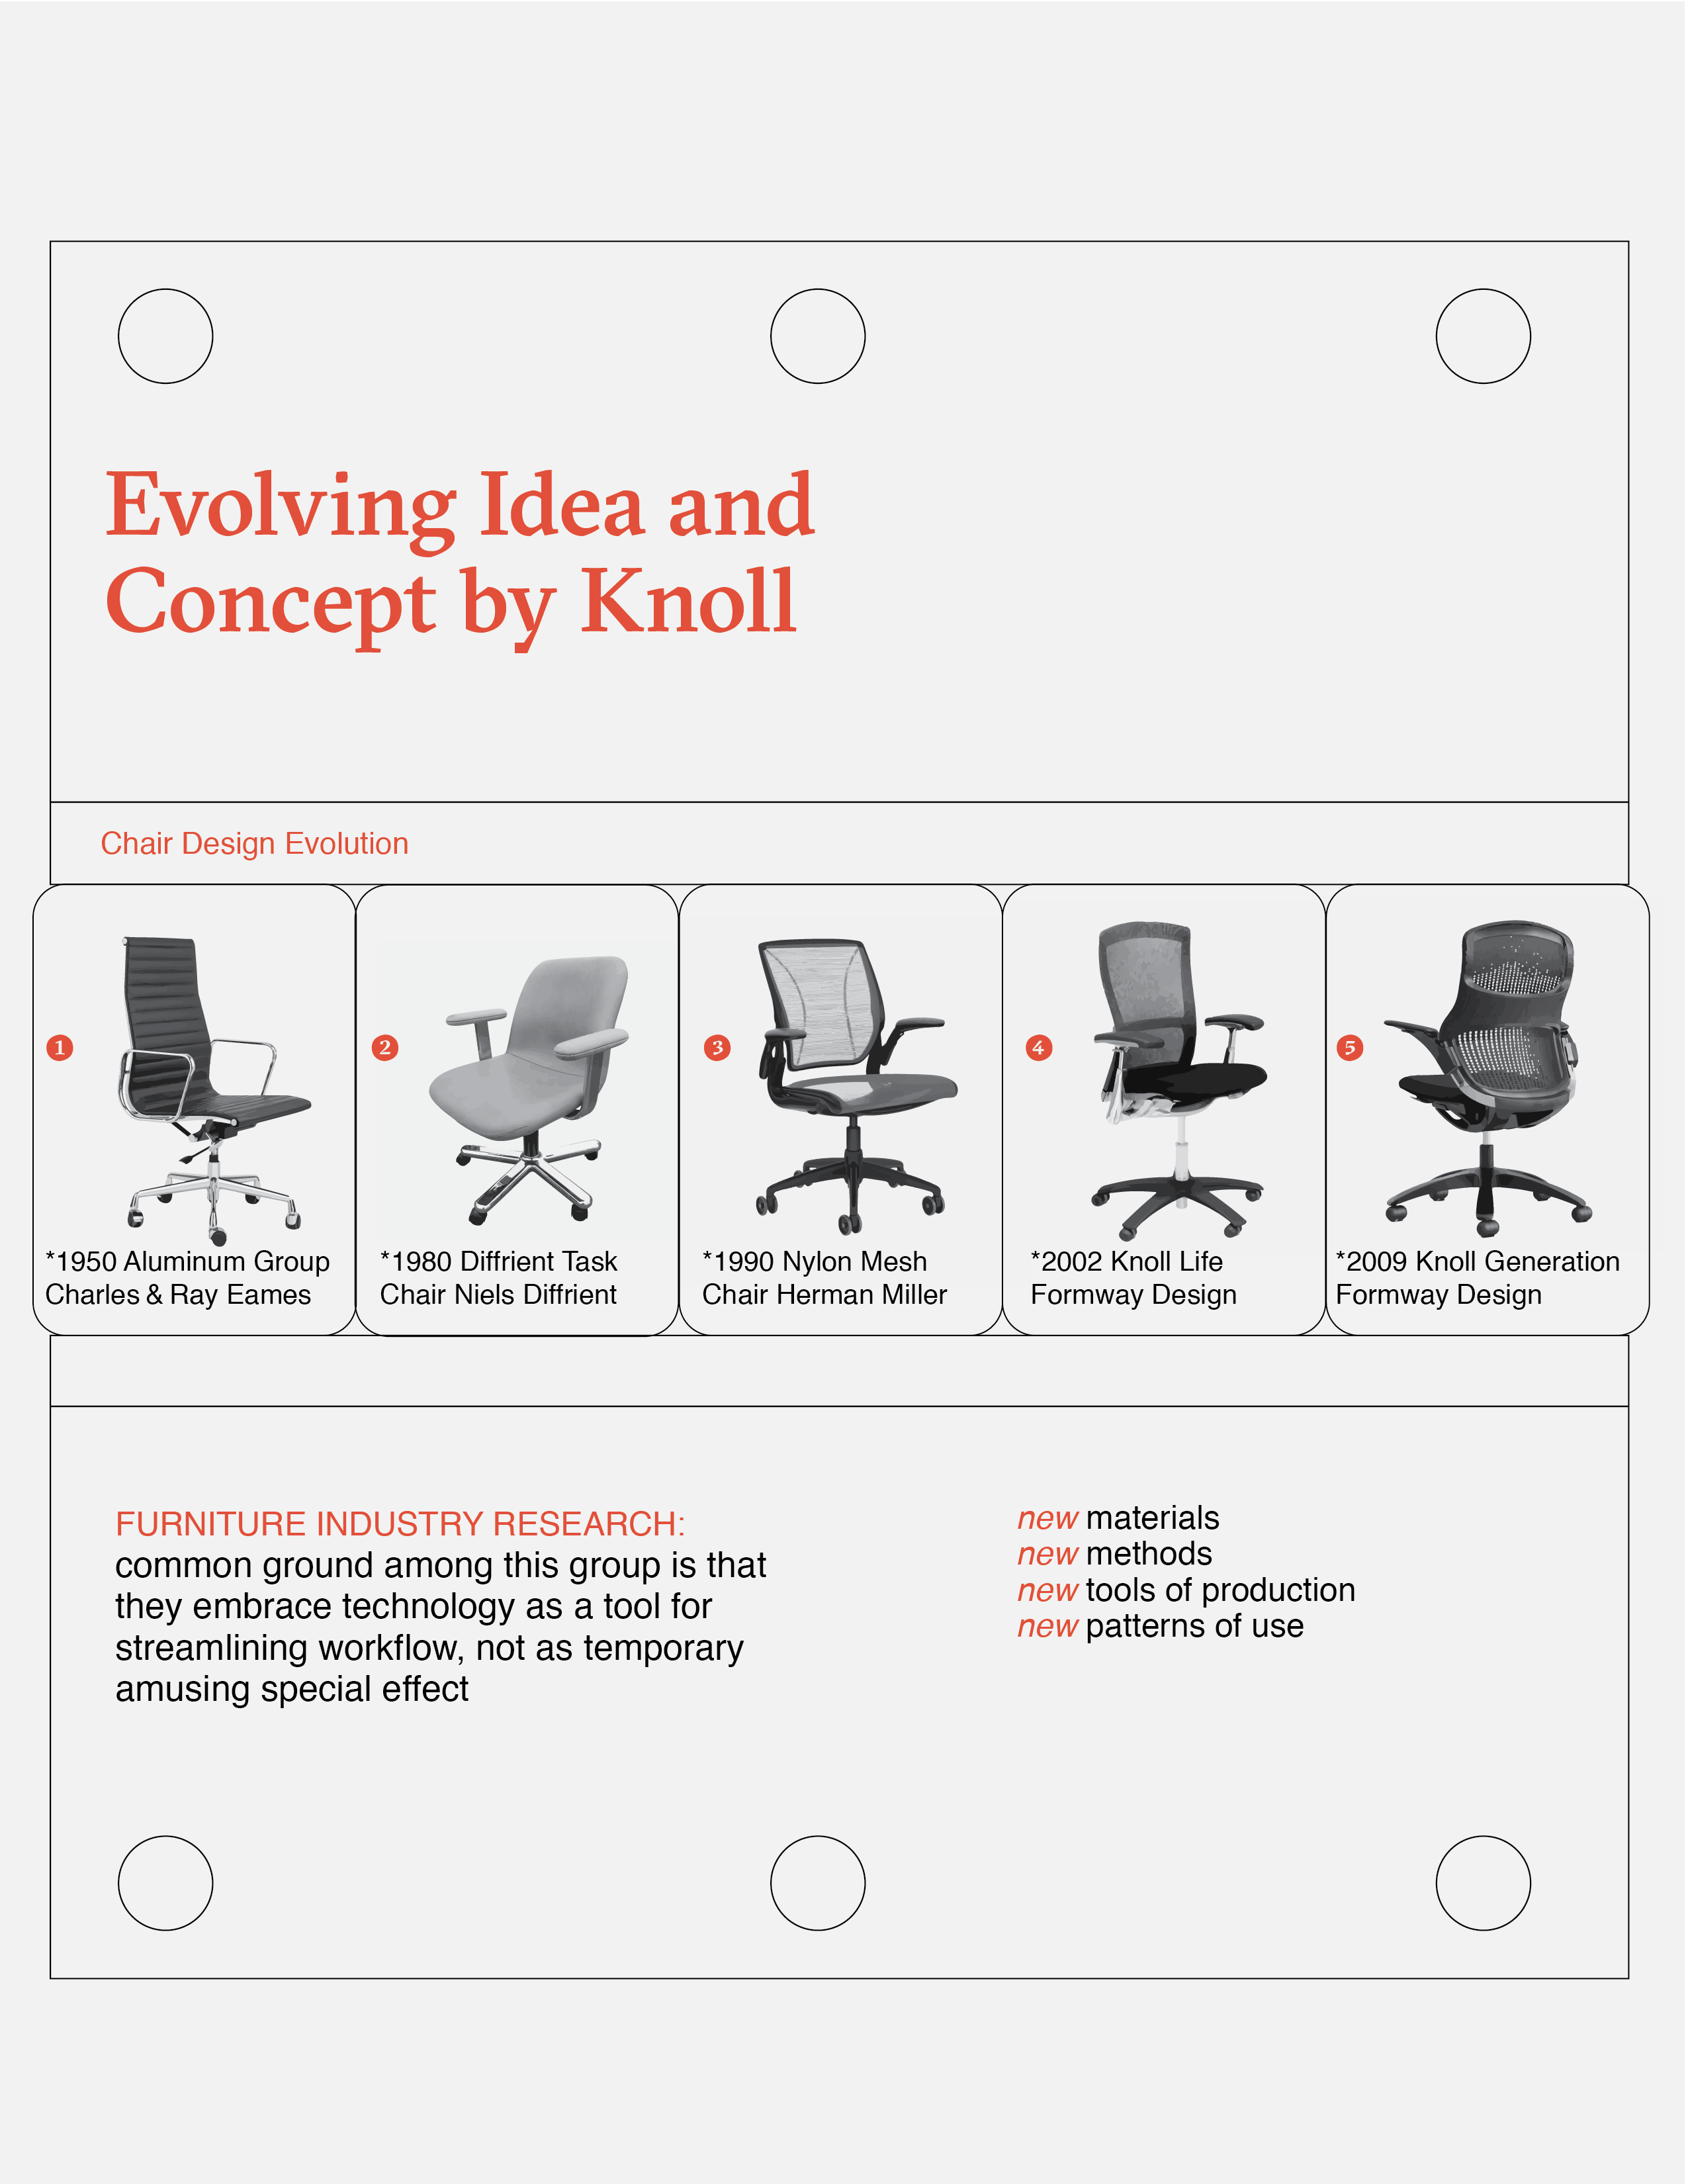 Evolving Idea and
Concept by Knoll
Chair Design Evolution
1
*1950 Aluminum Group
Charles & Ray Eames
2
*1980 Diffrient Task
Chair Niels Diffrient
3
*1990 Nylon Mesh
Chair Herman Miller
4
*2002 Knoll Life
Formway Design
5
*2009 Knoll Generation
Formway Design
FURNITURE INDUSTRY RESEARCH:
common ground among this group is that
they embrace technology as a tool for
streamlining workflow, not as temporary
amusing special effect
new materials
new methods
new tools of production
new patterns of use